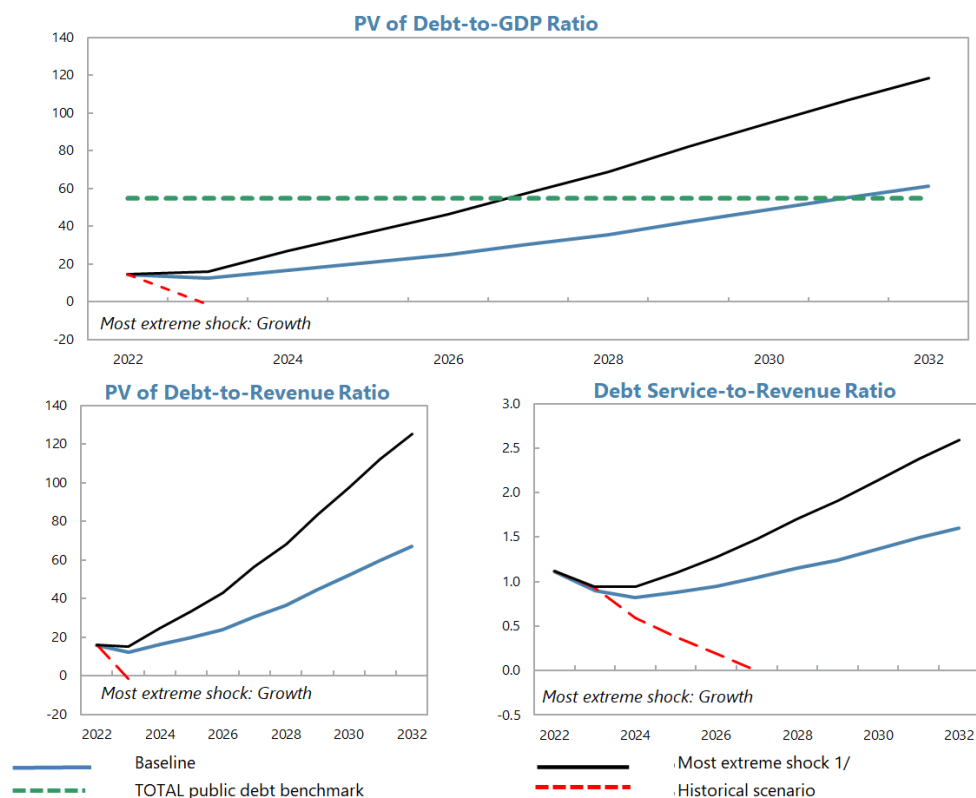 PV of Debt-to-GDP Ratio
140
120
100
80
60
40
20
0
-20
Most extreme shock: Growth
2022 2024 2026 2028 2030 2032
PV of Debt-to-Revenue Ratio
140
120
100
80
60
40
20
0
-20
Most extreme shock: Growth
2022 2024 2026 2028 2030 2032
Debt Service-to-Revenue Ratio
3.0
2.5
2.0
1.5
1.0
0.5
0.0
-0.5
Most extreme shock: Growth
2022 2024 2026 2028 2030 2032
Baseline
Most extreme shock 1/
TOTAL public debt benchmark
Historical scenario